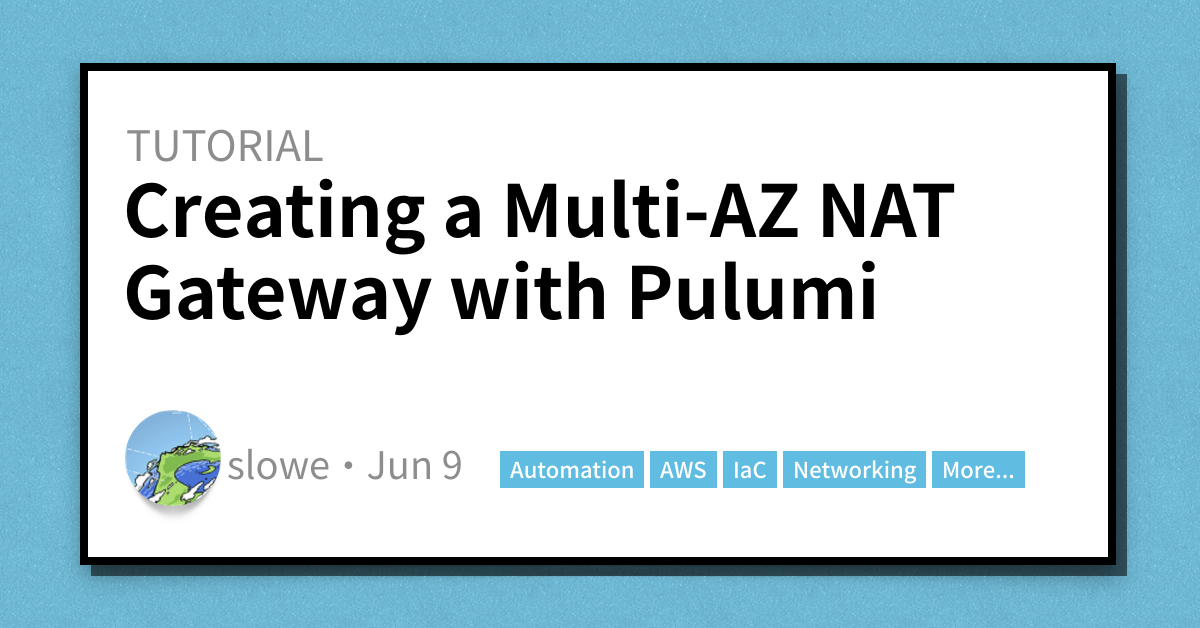 TUTORIAL
Creating a Multi-AZ NAT
Gateway with Pulumi
slowe • Jun 9
Automation AWS IaC Networking More...